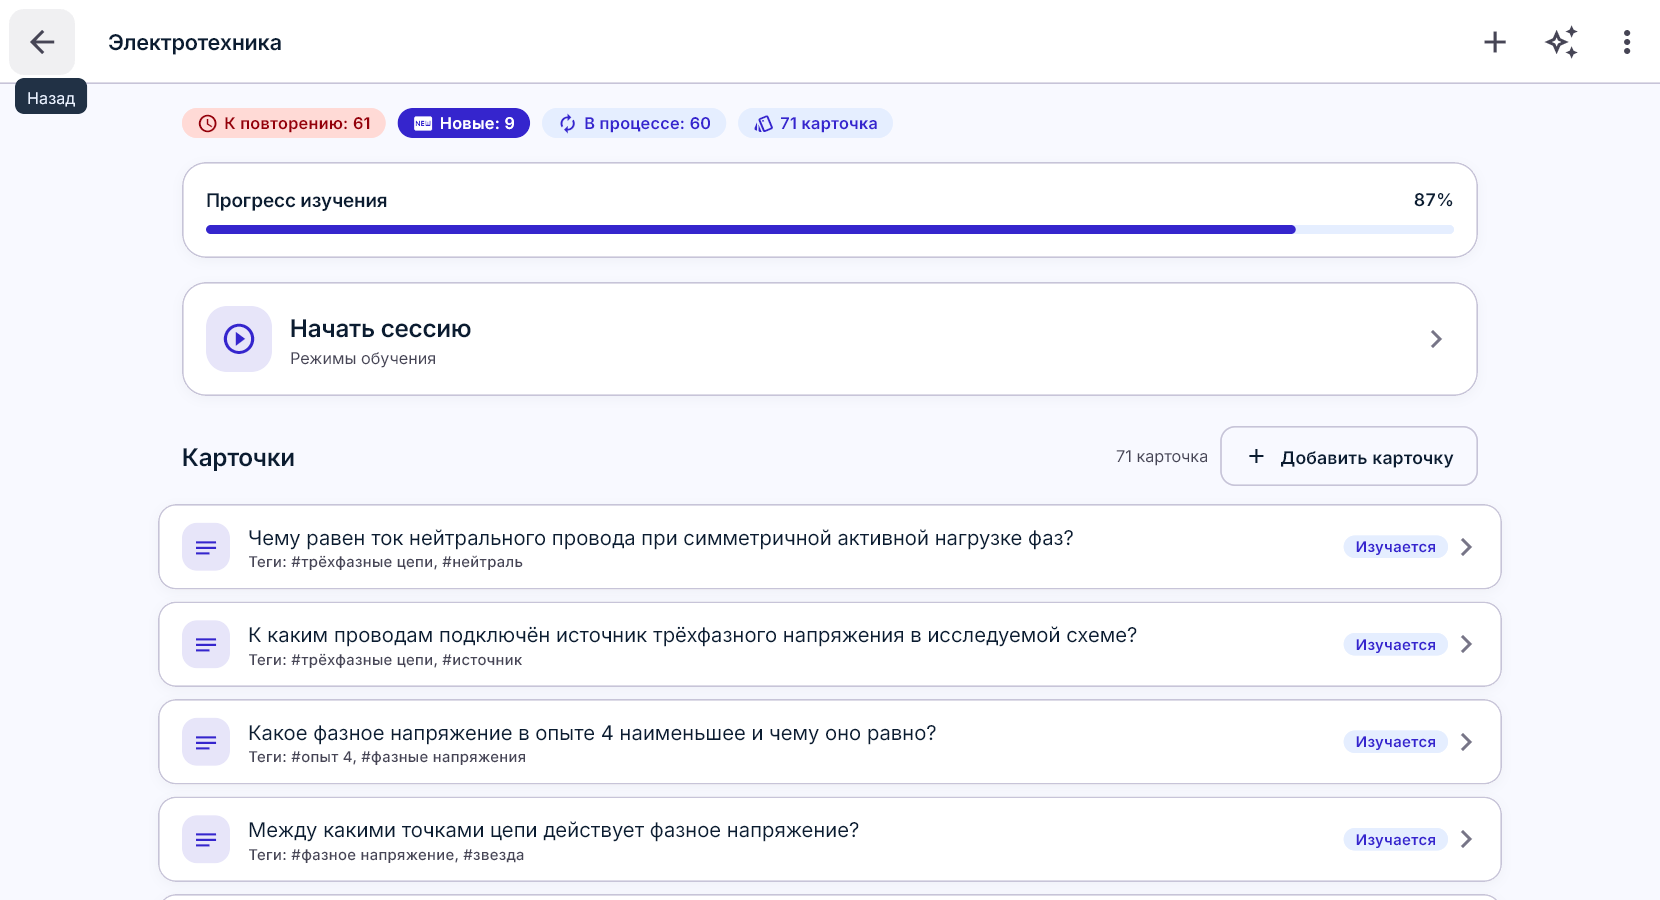 Электротехника
Назад
К повторению: 61
NEW Новые: 9
В процессе: 60
71 карточка
Прогресс изучения
87%
Начать сессию
Режимы обучения
Карточки
71 карточка
Добавить карточку
Чему равен ток нейтрального провода при симметричной активной нагрузке фаз?
Теги: #трёхфазные цепи, #нейтраль
Изучается
К каким проводам подключён источник трёхфазного напряжения в исследуемой схеме?
Теги: #трёхфазные цепи, #источник
Изучается
Какое фазное напряжение в опыте 4 наименьшее и чему оно равно?
Теги: #опыт 4, #фазные напряжения
Изучается
Между какими точками цепи действует фазное напряжение?
Теги: #фазное напряжение, #звезда
Изучается